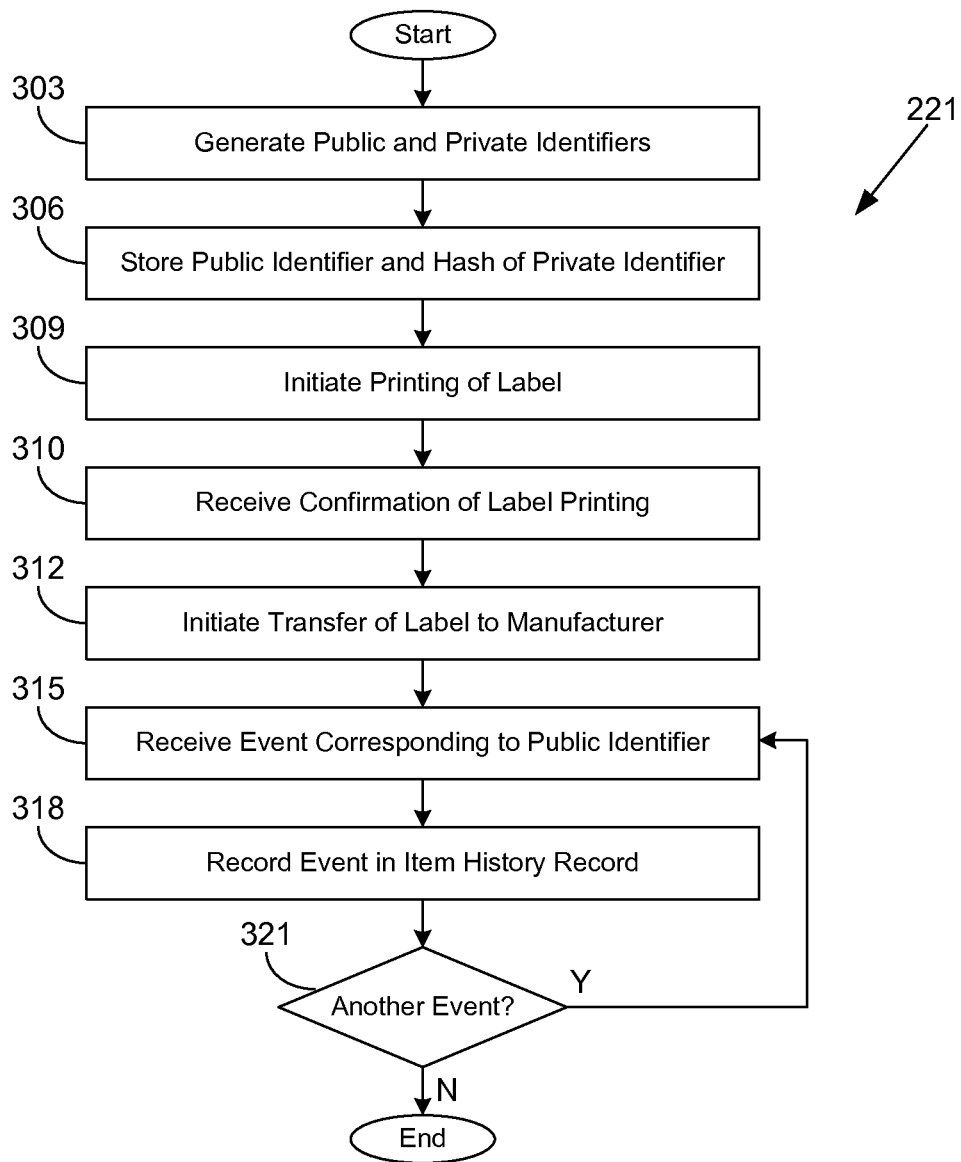 Start
303
221
Generate Public and Private Identifiers
306
Store Public Identifier and Hash of Private Identifier
309
Initiate Printing of Label
310
Receive Confirmation of Label Printing
312
Initiate Transfer of Label to Manufacturer
315
Receive Event Corresponding to Public Identifier
318
Record Event in Item History Record
321
Another Event?
Y
N
End